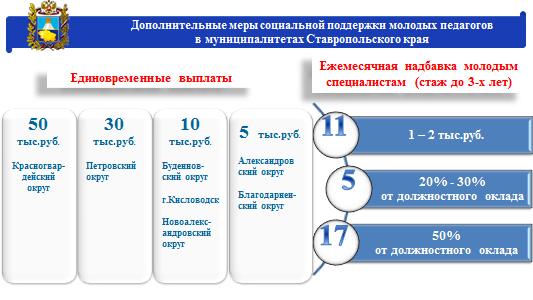 Дополнительные меры социальной поддержки молодых педагогов
в муниципалитетах Ставропольского края
Единовременные выплаты
50
тыс.руб.
Красногвар-
дейский
округ
30
тыс.руб.
Петровский
округ
10
тыс.руб.
Буденнов-
ский округ
г.Кисловодск
Новоалекс-
андровский
округ
5 тыс.руб.
Александров
ский округ
Благодарнен-
ский округ
Ежемесячная надбавка молодым
специалистам (стаж до 3-х лет)
11
1 – 2 тыс.руб.
5
20% - 30%
от должностного оклада
17
50%
от должностного оклада